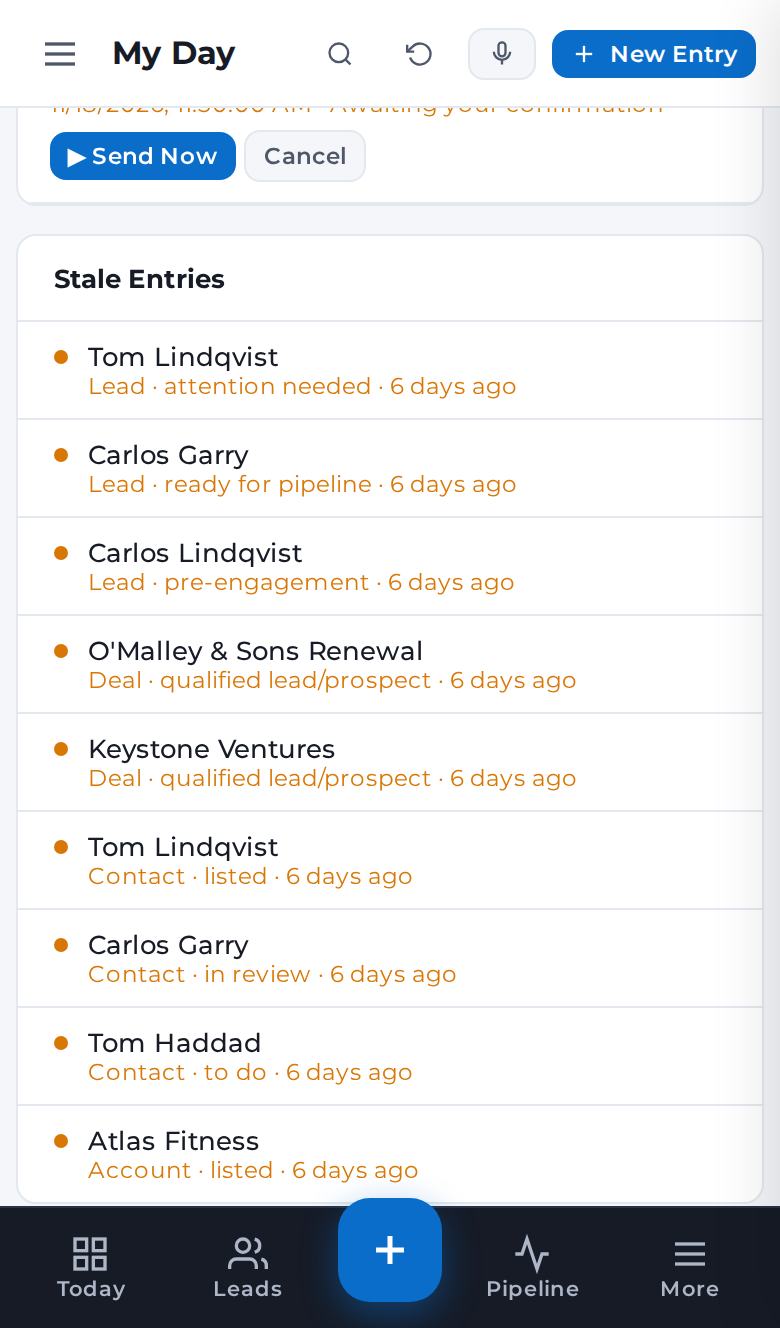 My Day
+ New Entry
Awaiting your confirmation
▶ Send Now
Cancel
Stale Entries
Tom Lindqvist
Lead · attention needed · 6 days ago
Carlos Garry
Lead · ready for pipeline · 6 days ago
Carlos Lindqvist
Lead · pre-engagement · 6 days ago
O'Malley & Sons Renewal
Deal · qualified lead/prospect · 6 days ago
Keystone Ventures
Deal · qualified lead/prospect · 6 days ago
Tom Lindqvist
Contact · listed · 6 days ago
Carlos Garry
Contact · in review · 6 days ago
Tom Haddad
Contact · to do · 6 days ago
Atlas Fitness
Account · listed · 6 days ago
Today
Leads
+
Pipeline
More